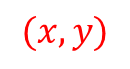 (x, y)